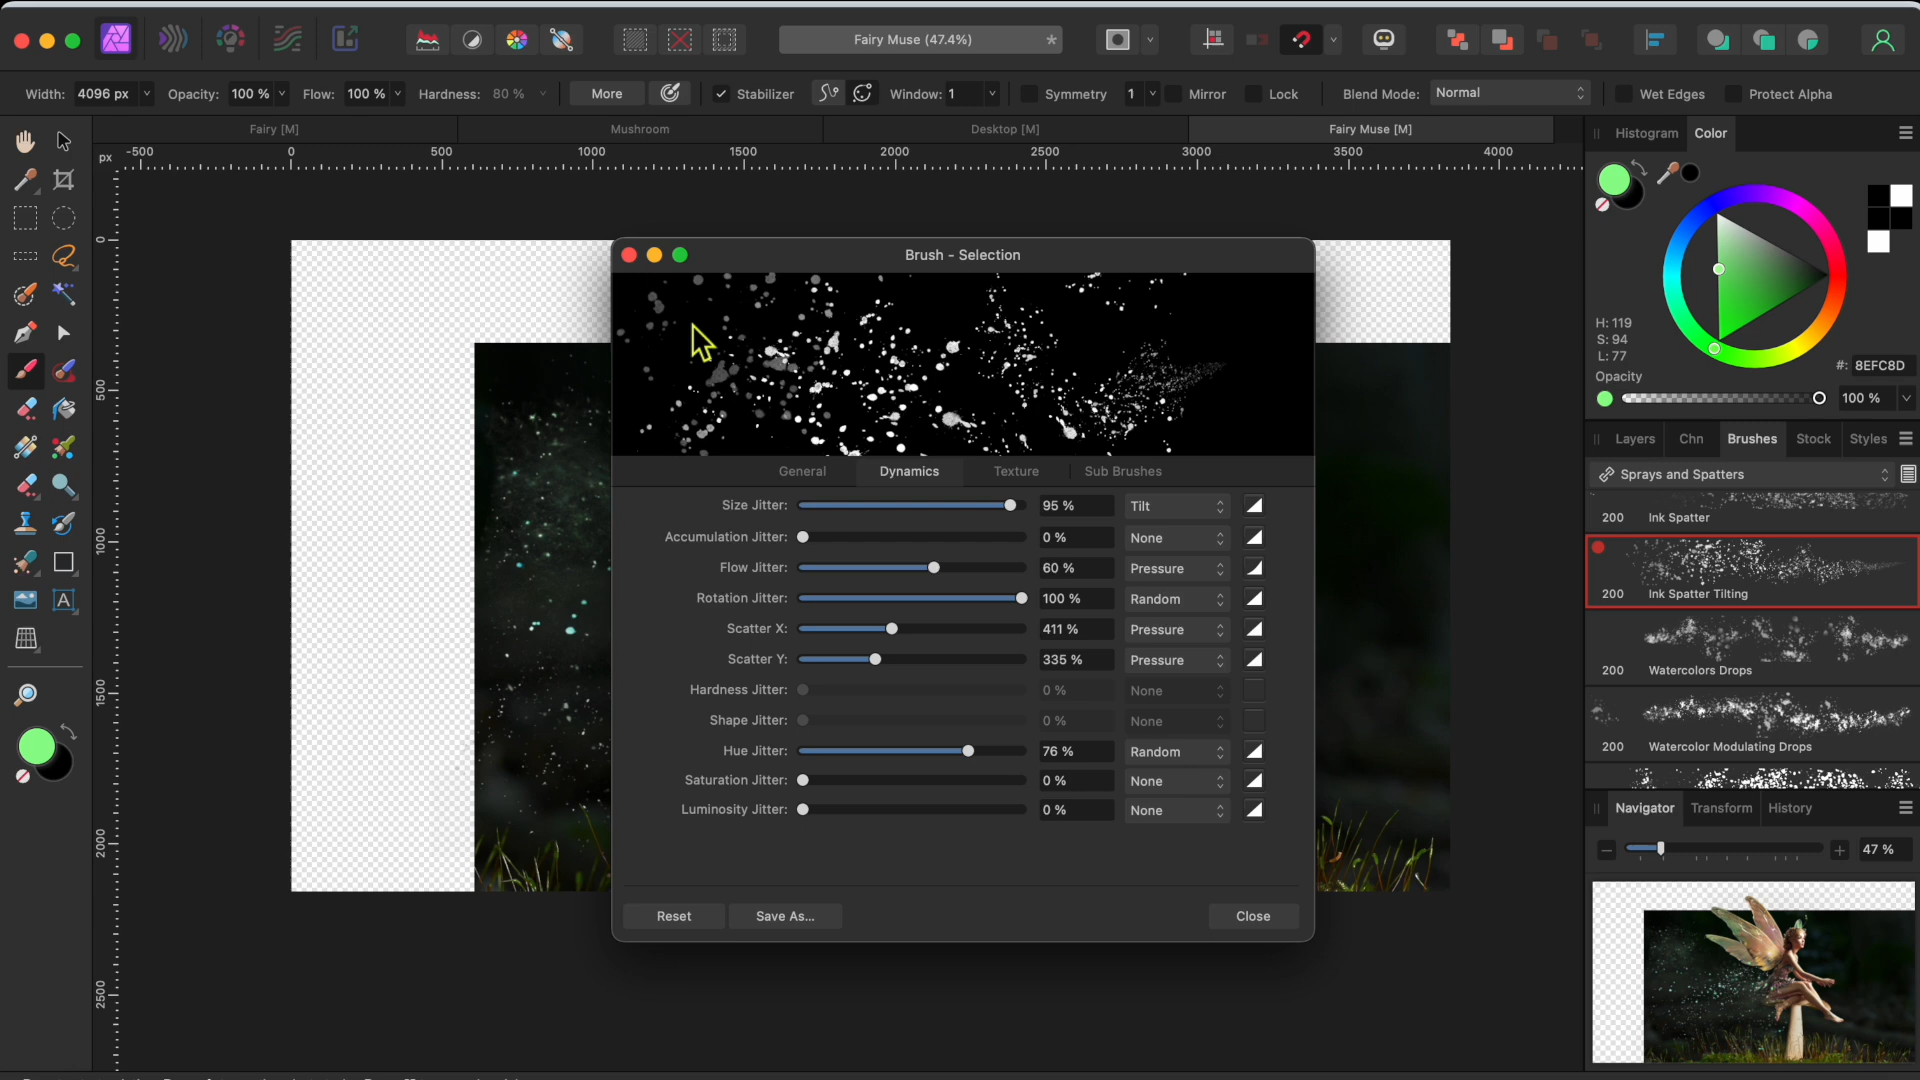 Fairy Muse (47.4%)
*
Width: 4096 px Opacity: 100 % Flow: 100 % Hardness: 80 % More Stabilizer Window: 1 Symmetry 1 Mirror Lock Blend Mode: Normal Wet Edges Protect Alpha
Fairy [M] Mushroom Desktop [M] Fairy Muse [M]
px -500 0 500 1000 1500 2000 2500 3000 3500 4000
0
500
1000
1500
2000
2500
Brush - Selection
General Dynamics Texture Sub Brushes
Size Jitter: 95 % Tilt
Accumulation Jitter: 0 % None
Flow Jitter: 60 % Pressure
Rotation Jitter: 100 % Random
Scatter X: 411 % Pressure
Scatter Y: 335 % Pressure
Hardness Jitter: 0 % None
Shape Jitter: 0 % None
Hue Jitter: 76 % Random
Saturation Jitter: 0 % None
Luminosity Jitter: 0 % None
Reset Save As... Close
Histogram Color
H: 119
S: 94
L: 77
#: 8EFC8D
Opacity
100 %
Layers Chn Brushes Stock Styles
Sprays and Spatters
200 Ink Spatter
200 Ink Spatter Tilting
200 Watercolors Drops
200 Watercolor Modulating Drops
Navigator Transform History
47 %
A